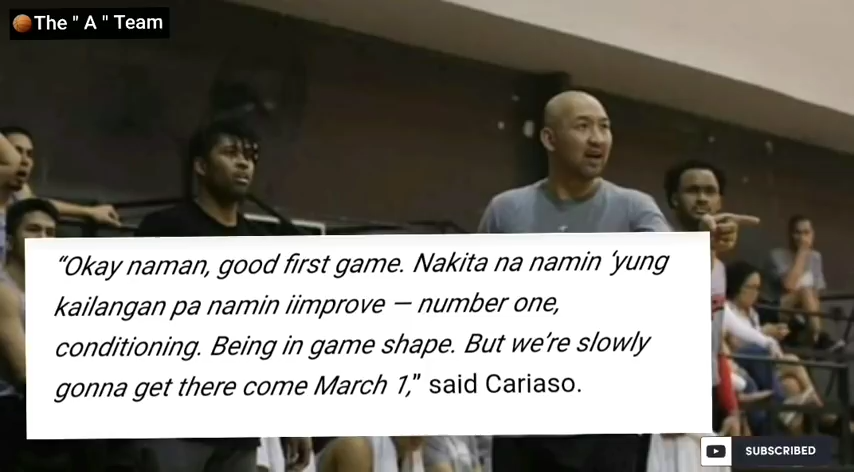 The " A " Team
“Okay naman, good first game. Nakita na namin ‘yung
kailangan pa namin iimprove — number one,
conditioning. Being in game shape. But we’re slowly
gonna get there come March 1,” said Cariaso.
SUBSCRIBED